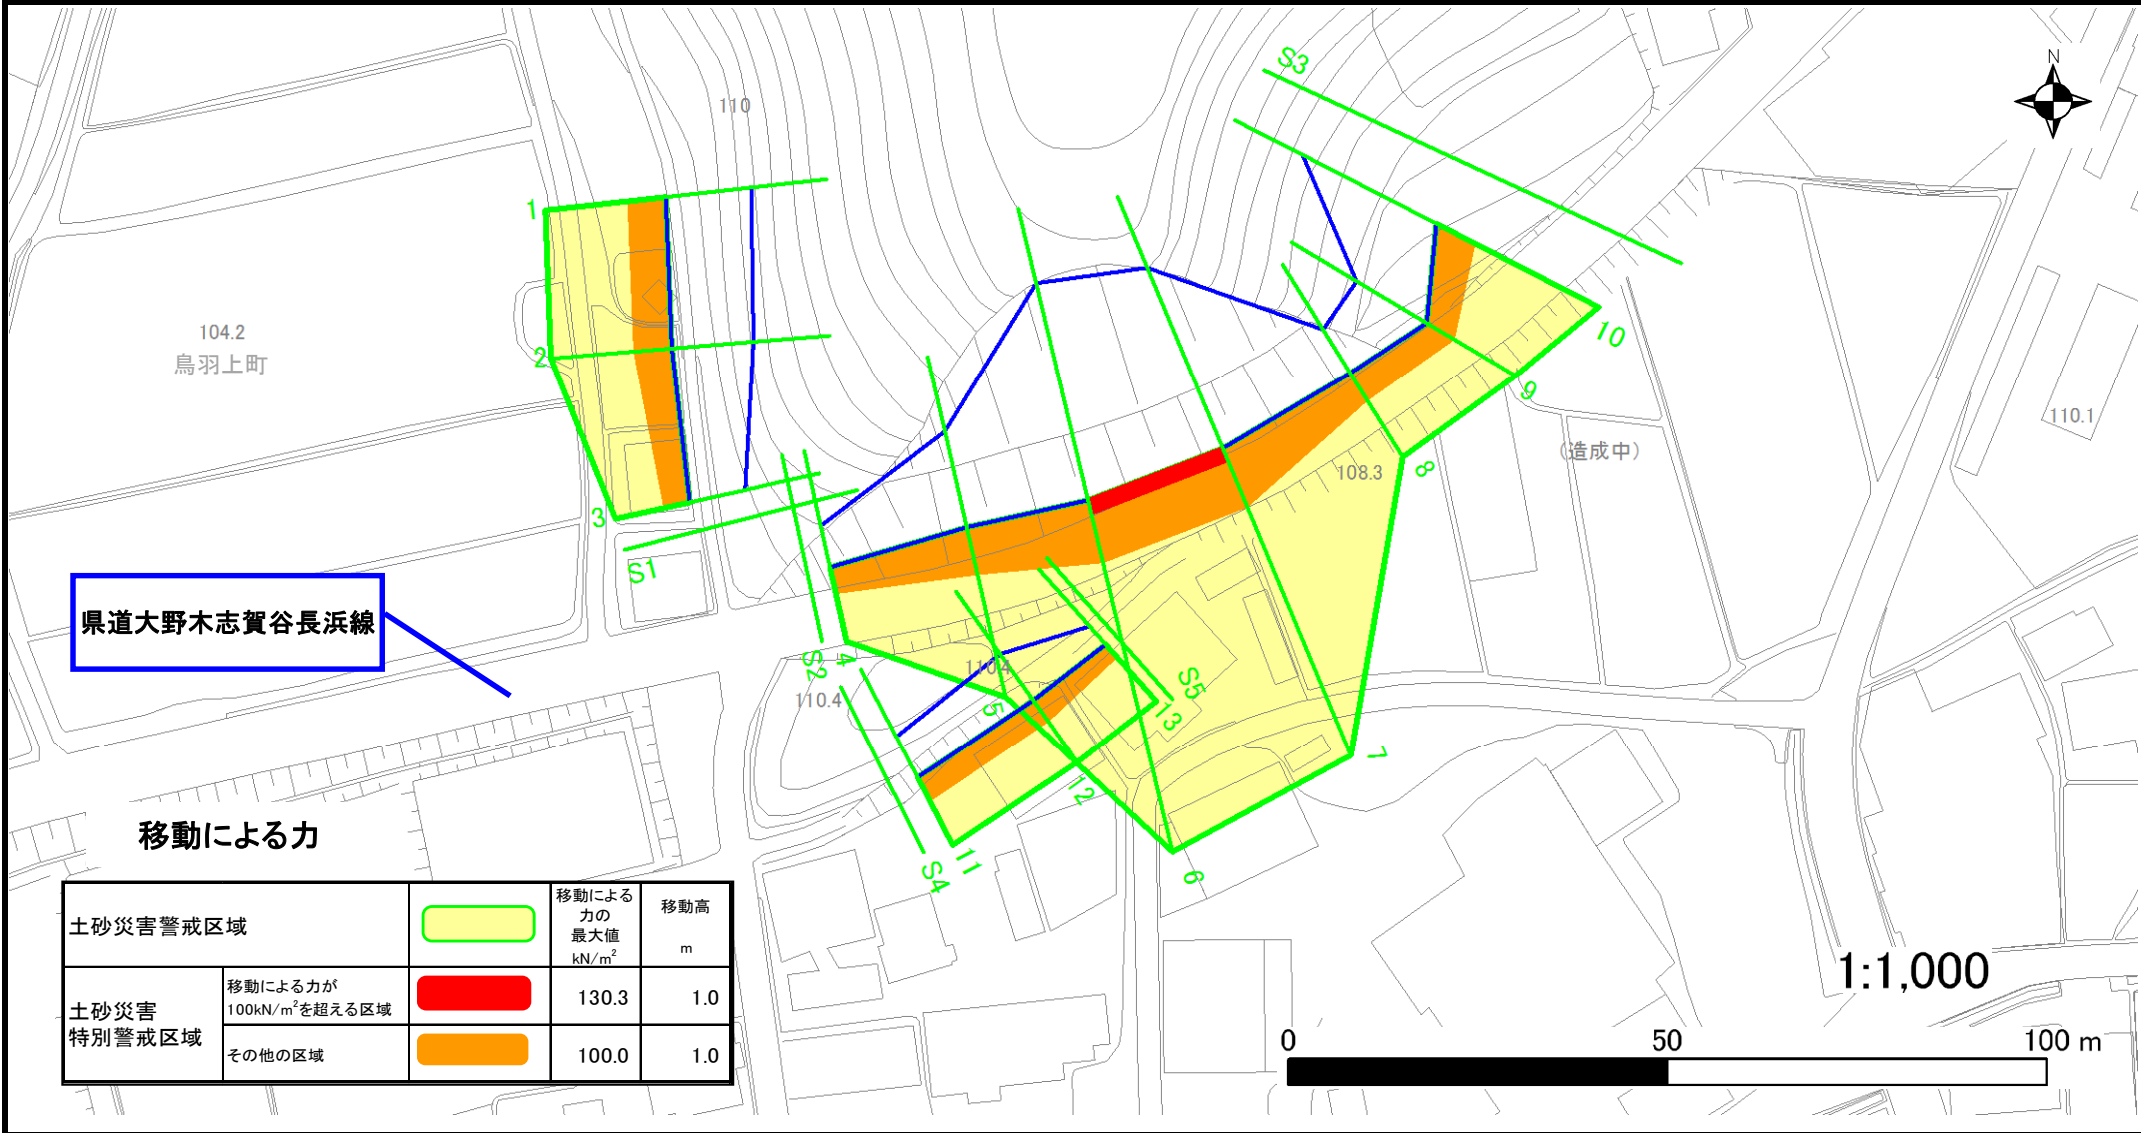 N
S3
110
1
104.2
鳥羽上町
2
10
9
110.1
(造成中)
8
108.3
3
S1
県道大野木志賀谷長浜線
S2
4
110.4
110.4
5
S5
13
7
12
11
S4
6
移動による力
土砂災害警戒区域
移動による
力の
最大値
kN/m²
移動高
m
土砂災害
特別警戒区域
移動による力が
100kN/m²を超える区域
130.3
1.0
その他の区域
100.0
1.0
1:1,000
0
50
100 m